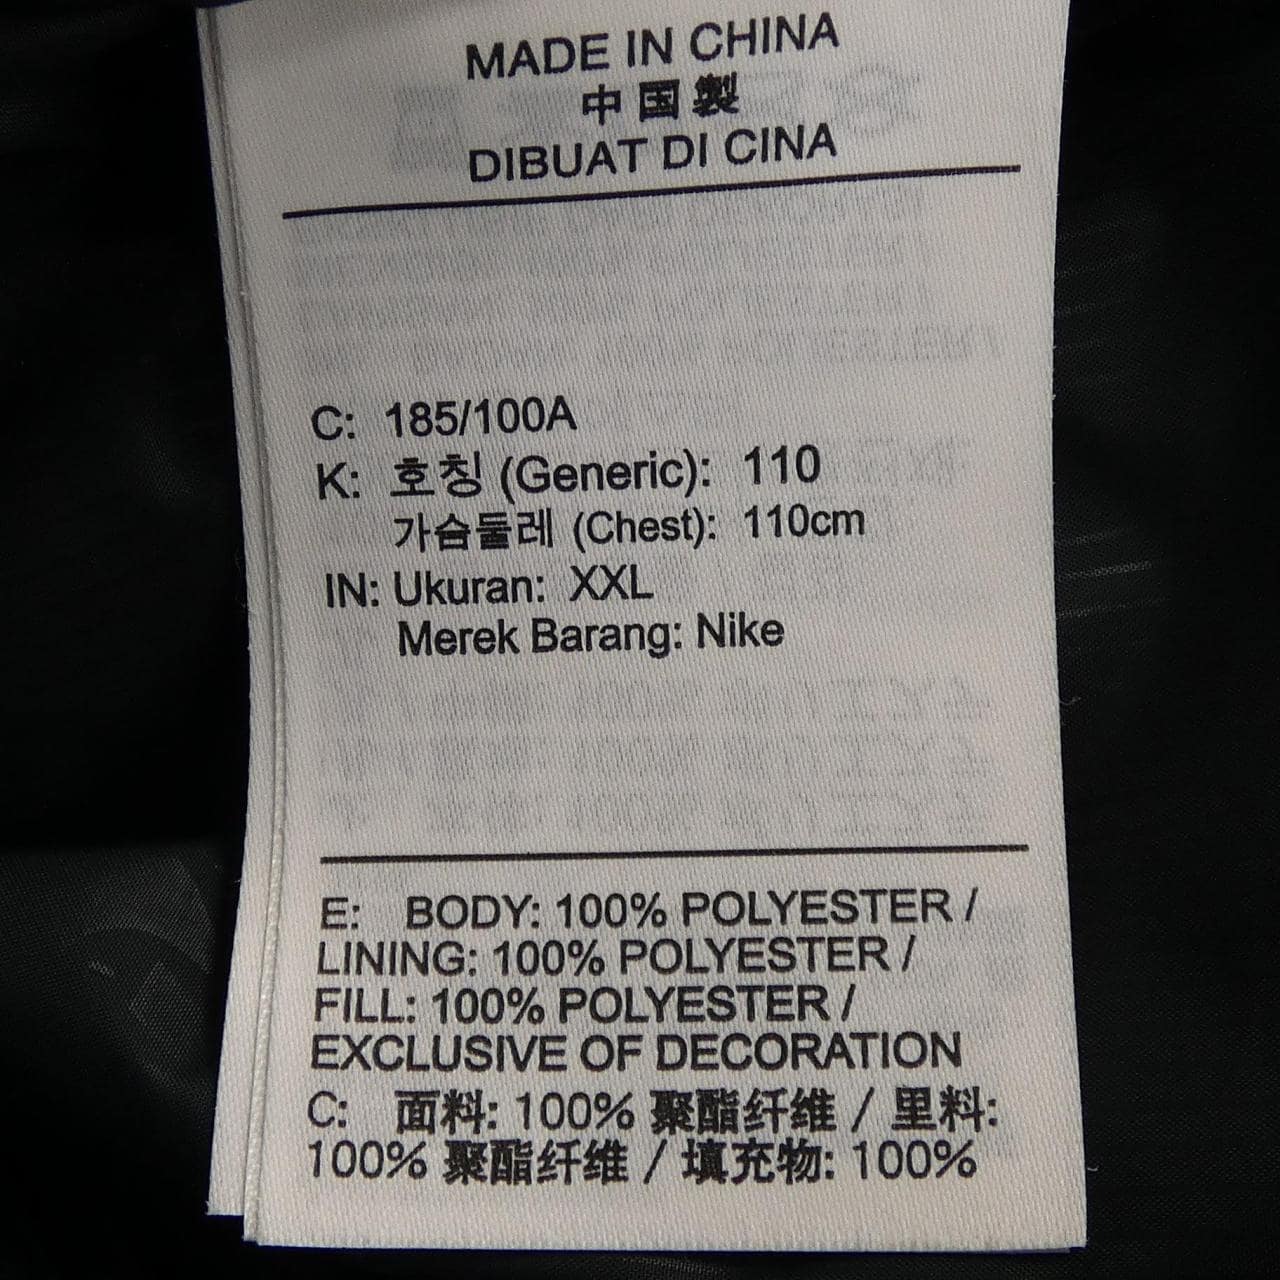 MADE IN CHINA
中国製
DIBUAT DI CINA
C: 185/100A
K: 호칭 (Generic): 110
가슴둘레 (Chest): 110cm
IN: Ukuran: XXL
Merek Barang: Nike
E: BODY: 100% POLYESTER /
LINING: 100% POLYESTER /
FILL: 100% POLYESTER /
EXCLUSIVE OF DECORATION
C: 面料: 100% 聚酯纤维 / 里料:
100% 聚酯纤维 / 填充物: 100%